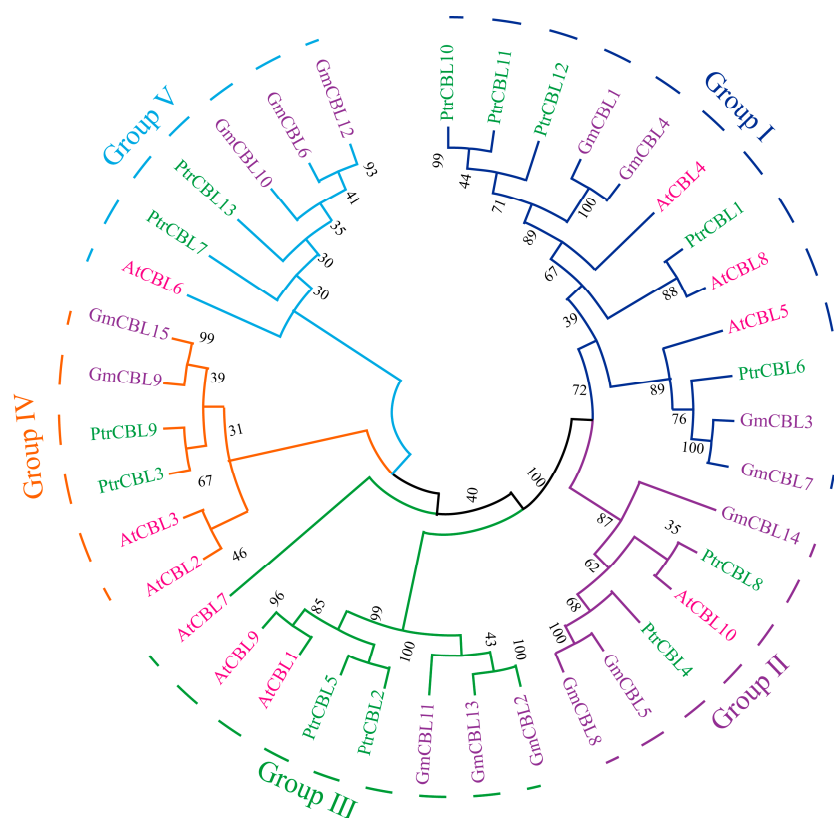 Group I
PtrCBL10
PtrCBL11
PtrCBL12
GmCBL1
GmCBL4
AtCBL4
PtrCBL1
AtCBL8
AtCBL5
PtrCBL6
GmCBL3
GmCBL7
99
44
71
100
89
67
88
39
89
76
100
72
Group II
GmCBL14
PtrCBL8
AtCBL10
PtrCBL4
GmCBL5
GmCBL8
87
35
62
68
100
100
40
Group III
GmCBL2
GmCBL13
GmCBL11
PtrCBL2
PtrCBL5
AtCBL1
AtCBL9
AtCBL7
100
43
100
99
85
96
Group IV
AtCBL2
AtCBL3
PtrCBL3
PtrCBL9
GmCBL9
GmCBL15
46
67
31
39
99
Group V
AtCBL6
PtrCBL7
PtrCBL13
GmCBL10
GmCBL6
GmCBL12
30
30
35
41
93